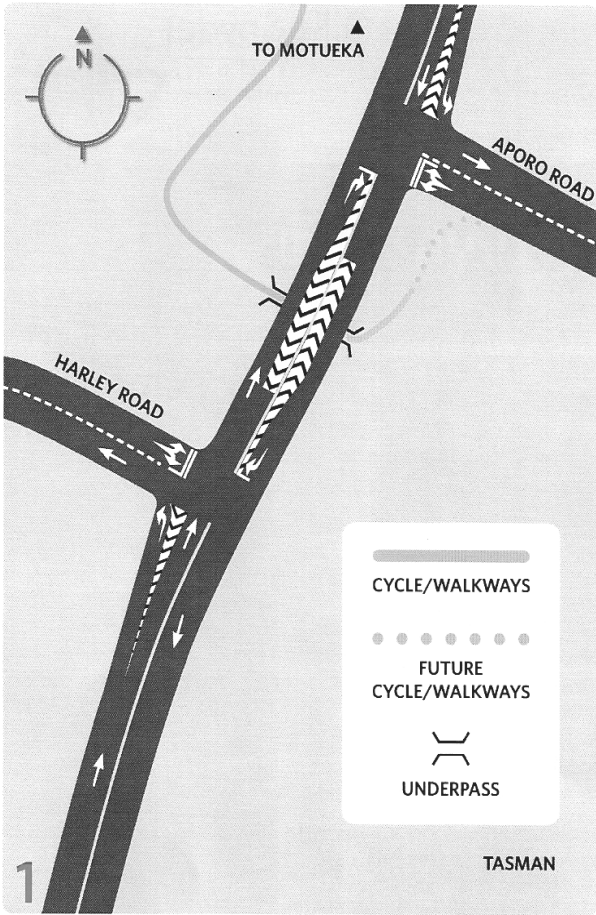 TO MOTUEKA
N
APORO ROAD
HARLEY ROAD
CYCLE/WALKWAYS
FUTURE
CYCLE/WALKWAYS
UNDERPASS
TASMAN
1